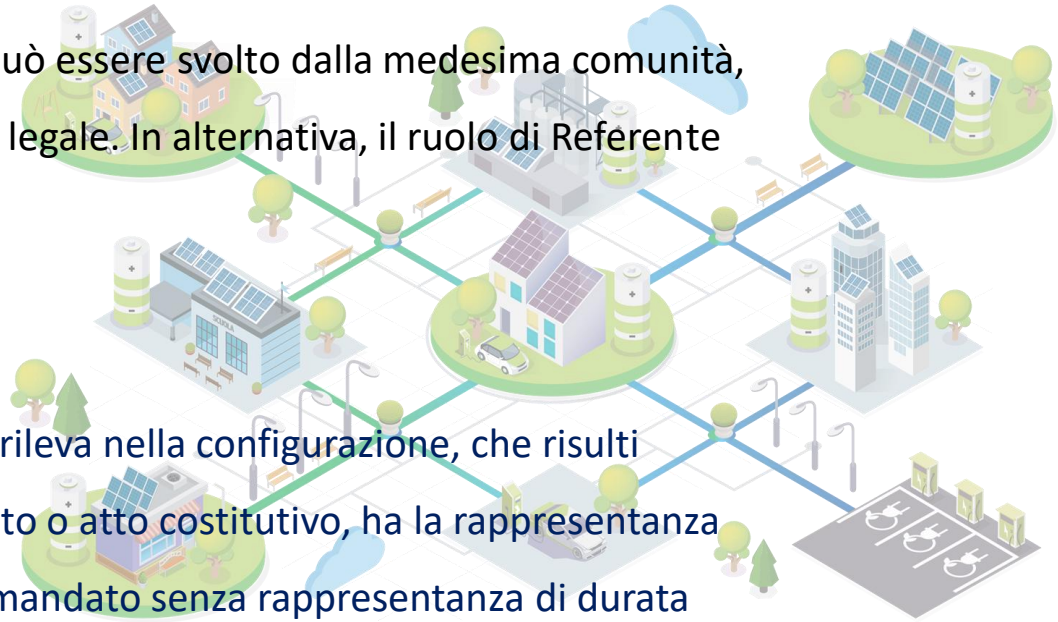 uò essere svolto dalla medesima comunità,
legale. In alternativa, il ruolo di Referente
SCUOLA
rileva nella configurazione, che risulti
to o atto costitutivo, ha la rappresentanza
mandato senza rappresentanza di durata